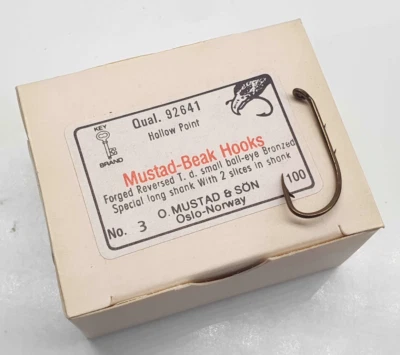 Qual. 92641
Hollow Point
KEY
BRAND
Mustad-Beak Hooks
Forged Reversed T. d. small ball-eye Bronzed
Special long shank With 2 slices in shank
No. 3
O. MUSTAD & SÖN
Oslo-Norway
100